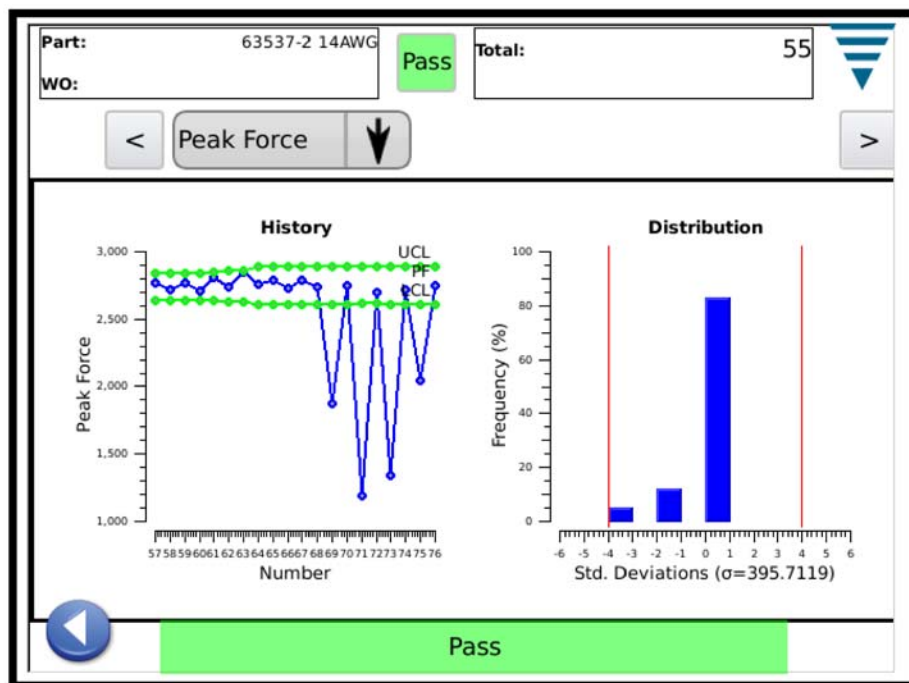 Part: 63537-2 14AWG
WO:
Pass
Total: 55
<
Peak Force
>
History
3,000
2,500
2,000
1,500
1,000
Peak Force
UCL
PF
LCL
57 58 59 60 61 62 63 64 65 66 67 68 69 70 71 72 73 74 75 76
Number
Distribution
100
80
60
40
20
0
Frequency (%)
-6 -5 -4 -3 -2 -1 0 1 2 3 4 5 6
Std. Deviations (σ=395.7119)
Pass